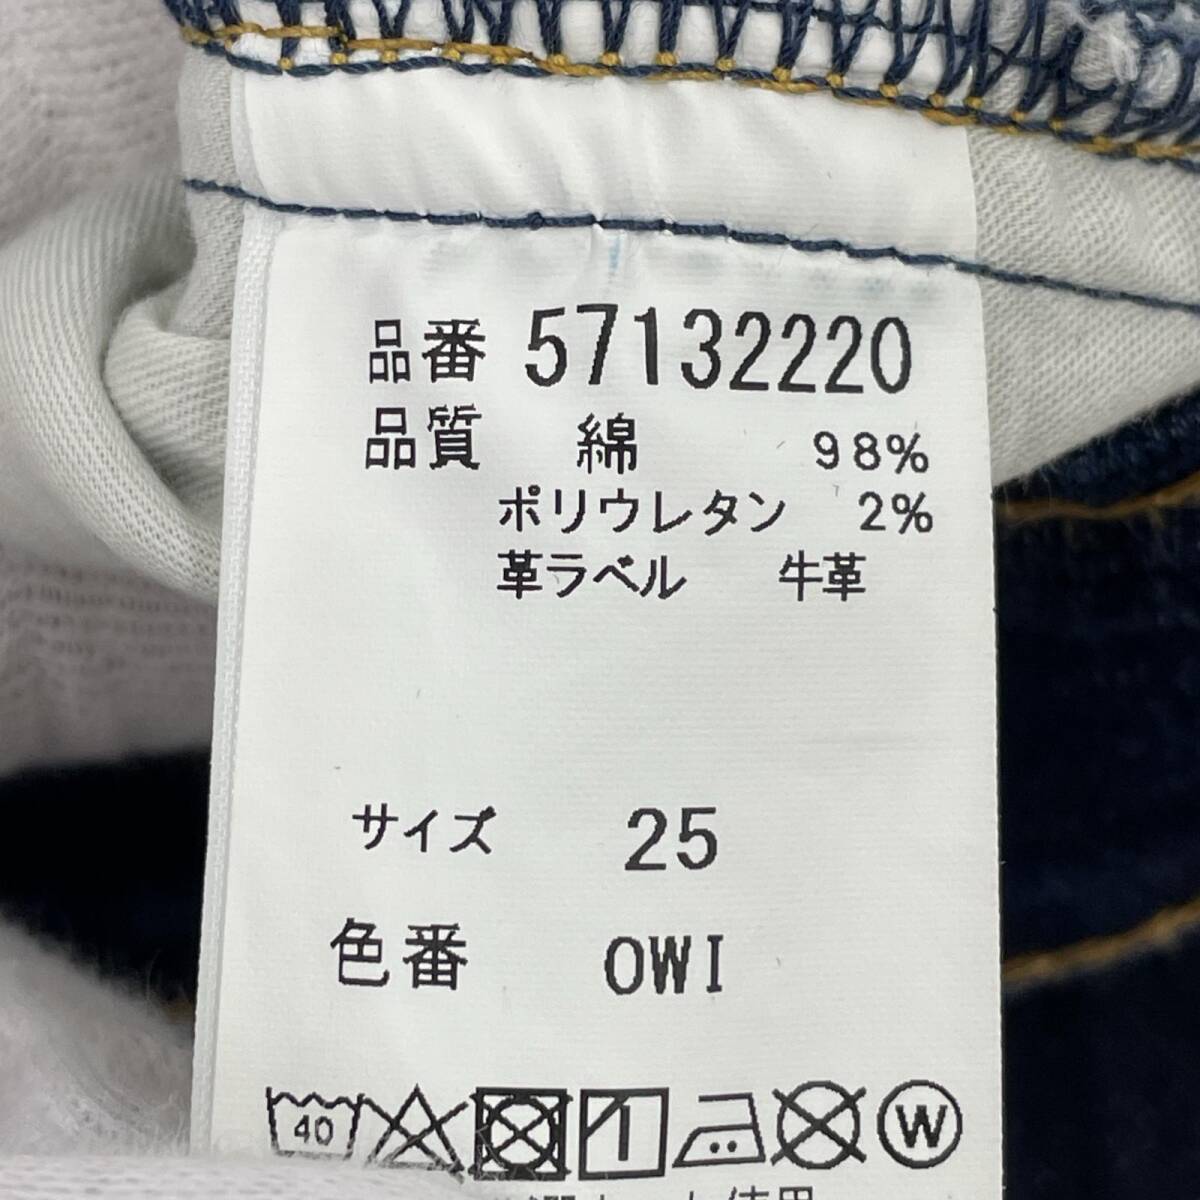 品番 57132220
品質 綿 98%
ポリウレタン 2%
革ラベル 牛革
サイズ 25
色番 OWI
40 W